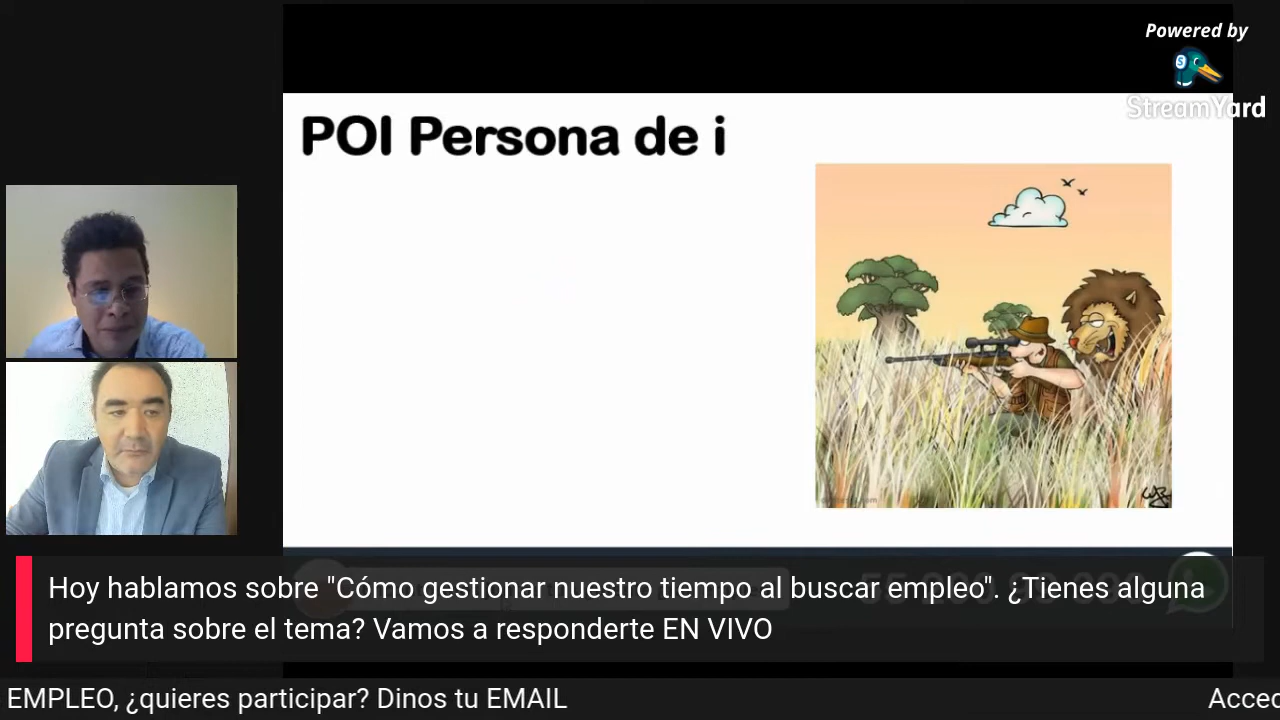 Powered by
StreamYard
POI Persona de i
Hoy hablamos sobre "Cómo gestionar nuestro tiempo al buscar empleo". ¿Tienes alguna
pregunta sobre el tema? Vamos a responderte EN VIVO
EMPLEO, ¿quieres participar? Dinos tu EMAIL
Acced